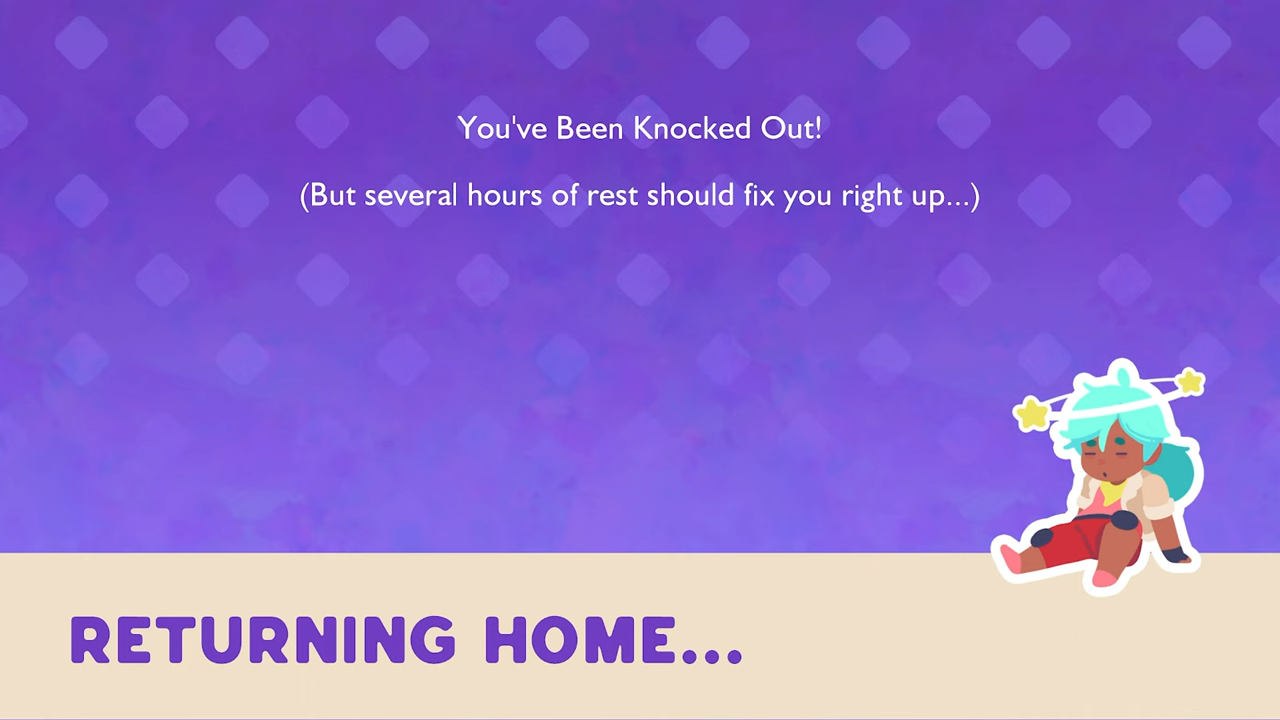 You've Been Knocked Out!
(But several hours of rest should fix you right up...)
RETURNING HOME...